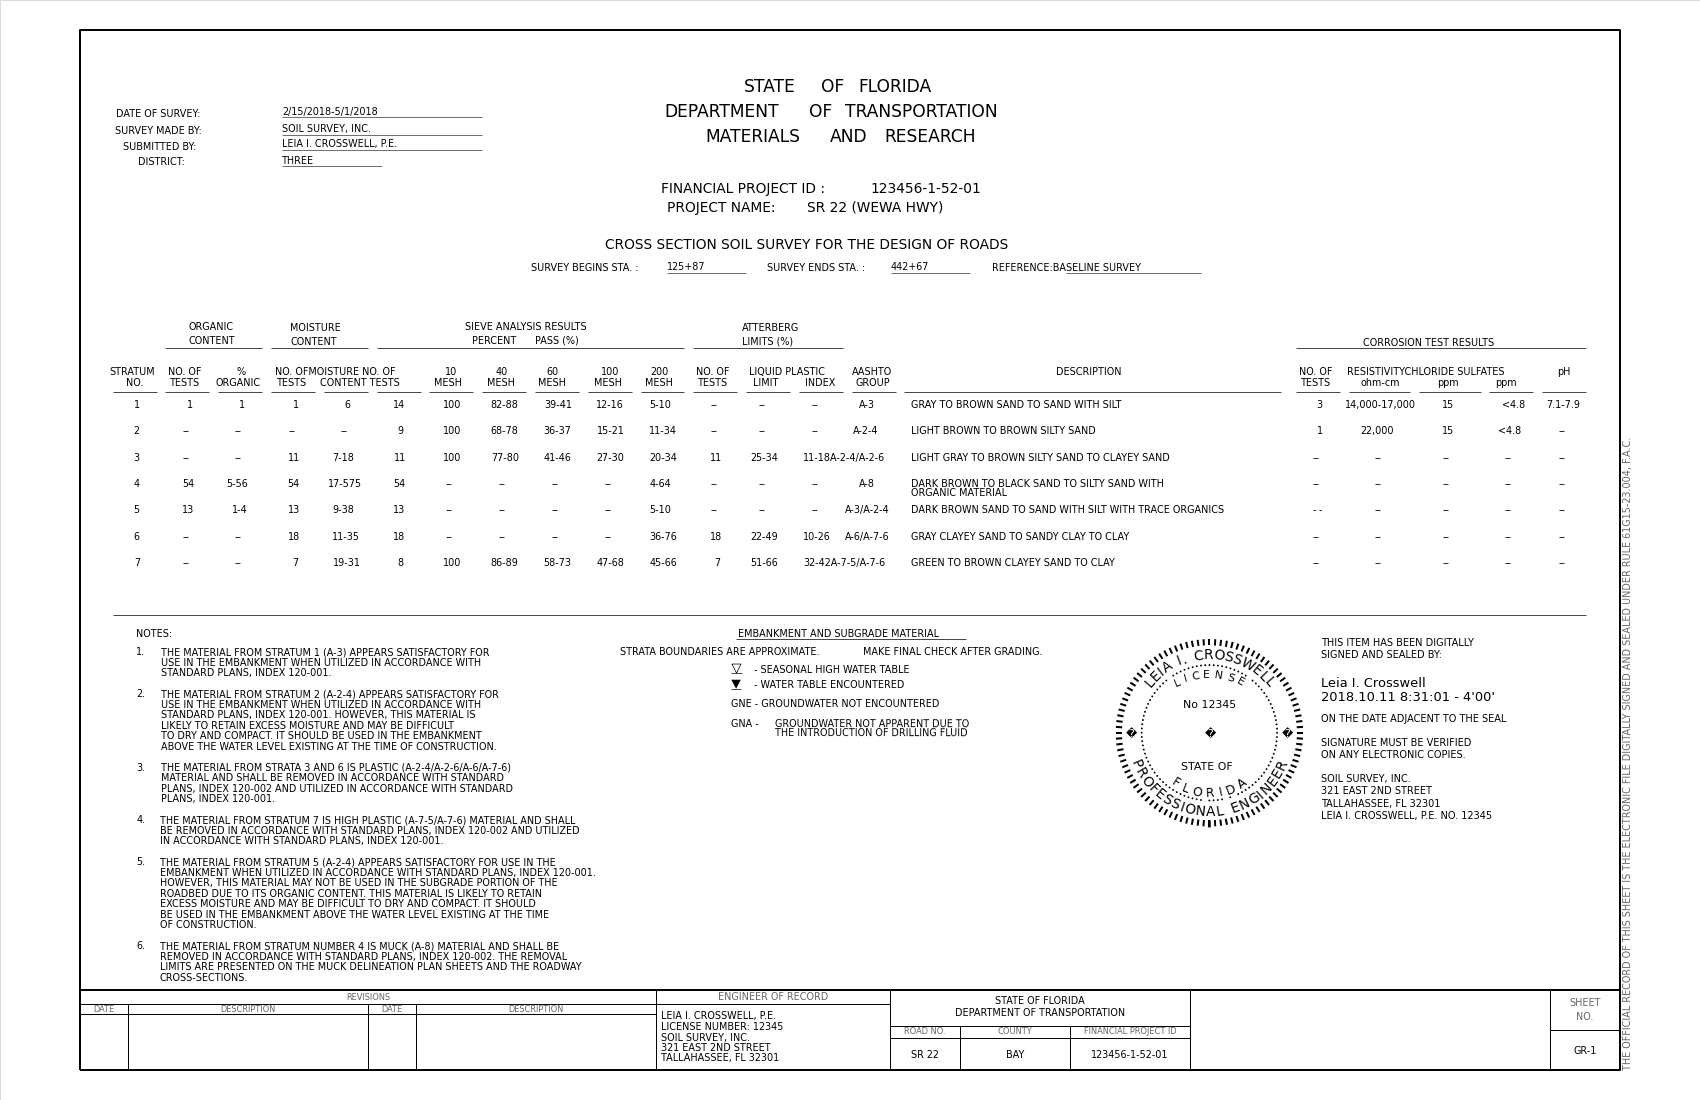 STATE OF FLORIDA
DEPARTMENT OF TRANSPORTATION
MATERIALS AND RESEARCH
DATE OF SURVEY: 2/15/2018-5/1/2018
SURVEY MADE BY: SOIL SURVEY, INC.
SUBMITTED BY: LEIA I. CROSSWELL, P.E.
DISTRICT: THREE
FINANCIAL PROJECT ID : 123456-1-52-01
PROJECT NAME: SR 22 (WEWA HWY)
CROSS SECTION SOIL SURVEY FOR THE DESIGN OF ROADS
SURVEY BEGINS STA. : 125+87 SURVEY ENDS STA. : 442+67 REFERENCE:BASELINE SURVEY
ORGANIC MOISTURE SIEVE ANALYSIS RESULTS ATTERBERG
CONTENT CONTENT PERCENT PASS (%) LIMITS (%) CORROSION TEST RESULTS
STRATUM NO. OF % NO. OF MOISTURE NO. OF 10 40 60 100 200 NO. OF LIQUID PLASTIC AASHTO DESCRIPTION NO. OF RESISTIVITY CHLORIDE SULFATES pH
NO. TESTS ORGANIC TESTS CONTENT TESTS MESH MESH MESH MESH MESH TESTS LIMIT INDEX GROUP TESTS ohm-cm ppm ppm
1 1 1 1 6 14 100 82-88 39-41 12-16 5-10 -- -- -- A-3 GRAY TO BROWN SAND TO SAND WITH SILT 3 14,000-17,000 15 <4.8 7.1-7.9
2 -- -- -- -- 9 100 68-78 36-37 15-21 11-34 -- -- -- A-2-4 LIGHT BROWN TO BROWN SILTY SAND 1 22,000 15 <4.8 --
3 -- -- 11 7-18 11 100 77-80 41-46 27-30 20-34 11 25-34 11-18 A-2-4/A-2-6 LIGHT GRAY TO BROWN SILTY SAND TO CLAYEY SAND -- -- -- -- --
4 54 5-56 54 17-575 54 -- -- -- -- 4-64 -- -- -- A-8 DARK BROWN TO BLACK SAND TO SILTY SAND WITH -- -- -- -- --
ORGANIC MATERIAL
5 13 1-4 13 9-38 13 -- -- -- -- 5-10 -- -- -- A-3/A-2-4 DARK BROWN SAND TO SAND WITH SILT WITH TRACE ORGANICS - - -- -- -- --
6 -- -- 18 11-35 18 -- -- -- -- 36-76 18 22-49 10-26 A-6/A-7-6 GRAY CLAYEY SAND TO SANDY CLAY TO CLAY -- -- -- -- --
7 -- -- 7 19-31 8 100 86-89 58-73 47-68 45-66 7 51-66 32-42 A-7-5/A-7-6 GREEN TO BROWN CLAYEY SAND TO CLAY -- -- -- -- --
NOTES:
1. THE MATERIAL FROM STRATUM 1 (A-3) APPEARS SATISFACTORY FOR
USE IN THE EMBANKMENT WHEN UTILIZED IN ACCORDANCE WITH
STANDARD PLANS, INDEX 120-001.
2. THE MATERIAL FROM STRATUM 2 (A-2-4) APPEARS SATISFACTORY FOR
USE IN THE EMBANKMENT WHEN UTILIZED IN ACCORDANCE WITH
STANDARD PLANS, INDEX 120-001. HOWEVER, THIS MATERIAL IS
LIKELY TO RETAIN EXCESS MOISTURE AND MAY BE DIFFICULT
TO DRY AND COMPACT. IT SHOULD BE USED IN THE EMBANKMENT
ABOVE THE WATER LEVEL EXISTING AT THE TIME OF CONSTRUCTION.
3. THE MATERIAL FROM STRATA 3 AND 6 IS PLASTIC (A-2-4/A-2-6/A-6/A-7-6)
MATERIAL AND SHALL BE REMOVED IN ACCORDANCE WITH STANDARD
PLANS, INDEX 120-002 AND UTILIZED IN ACCORDANCE WITH STANDARD
PLANS, INDEX 120-001.
4. THE MATERIAL FROM STRATUM 7 IS HIGH PLASTIC (A-7-5/A-7-6) MATERIAL AND SHALL
BE REMOVED IN ACCORDANCE WITH STANDARD PLANS, INDEX 120-002 AND UTILIZED
IN ACCORDANCE WITH STANDARD PLANS, INDEX 120-001.
5. THE MATERIAL FROM STRATUM 5 (A-2-4) APPEARS SATISFACTORY FOR USE IN THE
EMBANKMENT WHEN UTILIZED IN ACCORDANCE WITH STANDARD PLANS, INDEX 120-001.
HOWEVER, THIS MATERIAL MAY NOT BE USED IN THE SUBGRADE PORTION OF THE
ROADBED DUE TO ITS ORGANIC CONTENT. THIS MATERIAL IS LIKELY TO RETAIN
EXCESS MOISTURE AND MAY BE DIFFICULT TO DRY AND COMPACT. IT SHOULD
BE USED IN THE EMBANKMENT ABOVE THE WATER LEVEL EXISTING AT THE TIME
OF CONSTRUCTION.
6. THE MATERIAL FROM STRATUM NUMBER 4 IS MUCK (A-8) MATERIAL AND SHALL BE
REMOVED IN ACCORDANCE WITH STANDARD PLANS, INDEX 120-002. THE REMOVAL
LIMITS ARE PRESENTED ON THE MUCK DELINEATION PLAN SHEETS AND THE ROADWAY
CROSS-SECTIONS.
EMBANKMENT AND SUBGRADE MATERIAL
STRATA BOUNDARIES ARE APPROXIMATE. MAKE FINAL CHECK AFTER GRADING.
- SEASONAL HIGH WATER TABLE
- WATER TABLE ENCOUNTERED
GNE - GROUNDWATER NOT ENCOUNTERED
GNA - GROUNDWATER NOT APPARENT DUE TO
THE INTRODUCTION OF DRILLING FLUID
LEIA I. CROSSWELL
LICENSE
No 12345
STATE OF
FLORIDA
PROFESSIONAL ENGINEER
THIS ITEM HAS BEEN DIGITALLY
SIGNED AND SEALED BY:
Leia I. Crosswell
2018.10.11 8:31:01 - 4'00'
ON THE DATE ADJACENT TO THE SEAL
SIGNATURE MUST BE VERIFIED
ON ANY ELECTRONIC COPIES.
SOIL SURVEY, INC.
321 EAST 2ND STREET
TALLAHASSEE, FL 32301
LEIA I. CROSSWELL, P.E. NO. 12345
THE OFFICIAL RECORD OF THIS SHEET IS THE ELECTRONIC FILE DIGITALLY SIGNED AND SEALED UNDER RULE 61G15-23.004, F.A.C.
REVISIONS
DATE DESCRIPTION DATE DESCRIPTION
ENGINEER OF RECORD
LEIA I. CROSSWELL, P.E.
LICENSE NUMBER: 12345
SOIL SURVEY, INC.
321 EAST 2ND STREET
TALLAHASSEE, FL 32301
STATE OF FLORIDA
DEPARTMENT OF TRANSPORTATION
ROAD NO. COUNTY FINANCIAL PROJECT ID
SR 22 BAY 123456-1-52-01
SHEET
NO.
GR-1